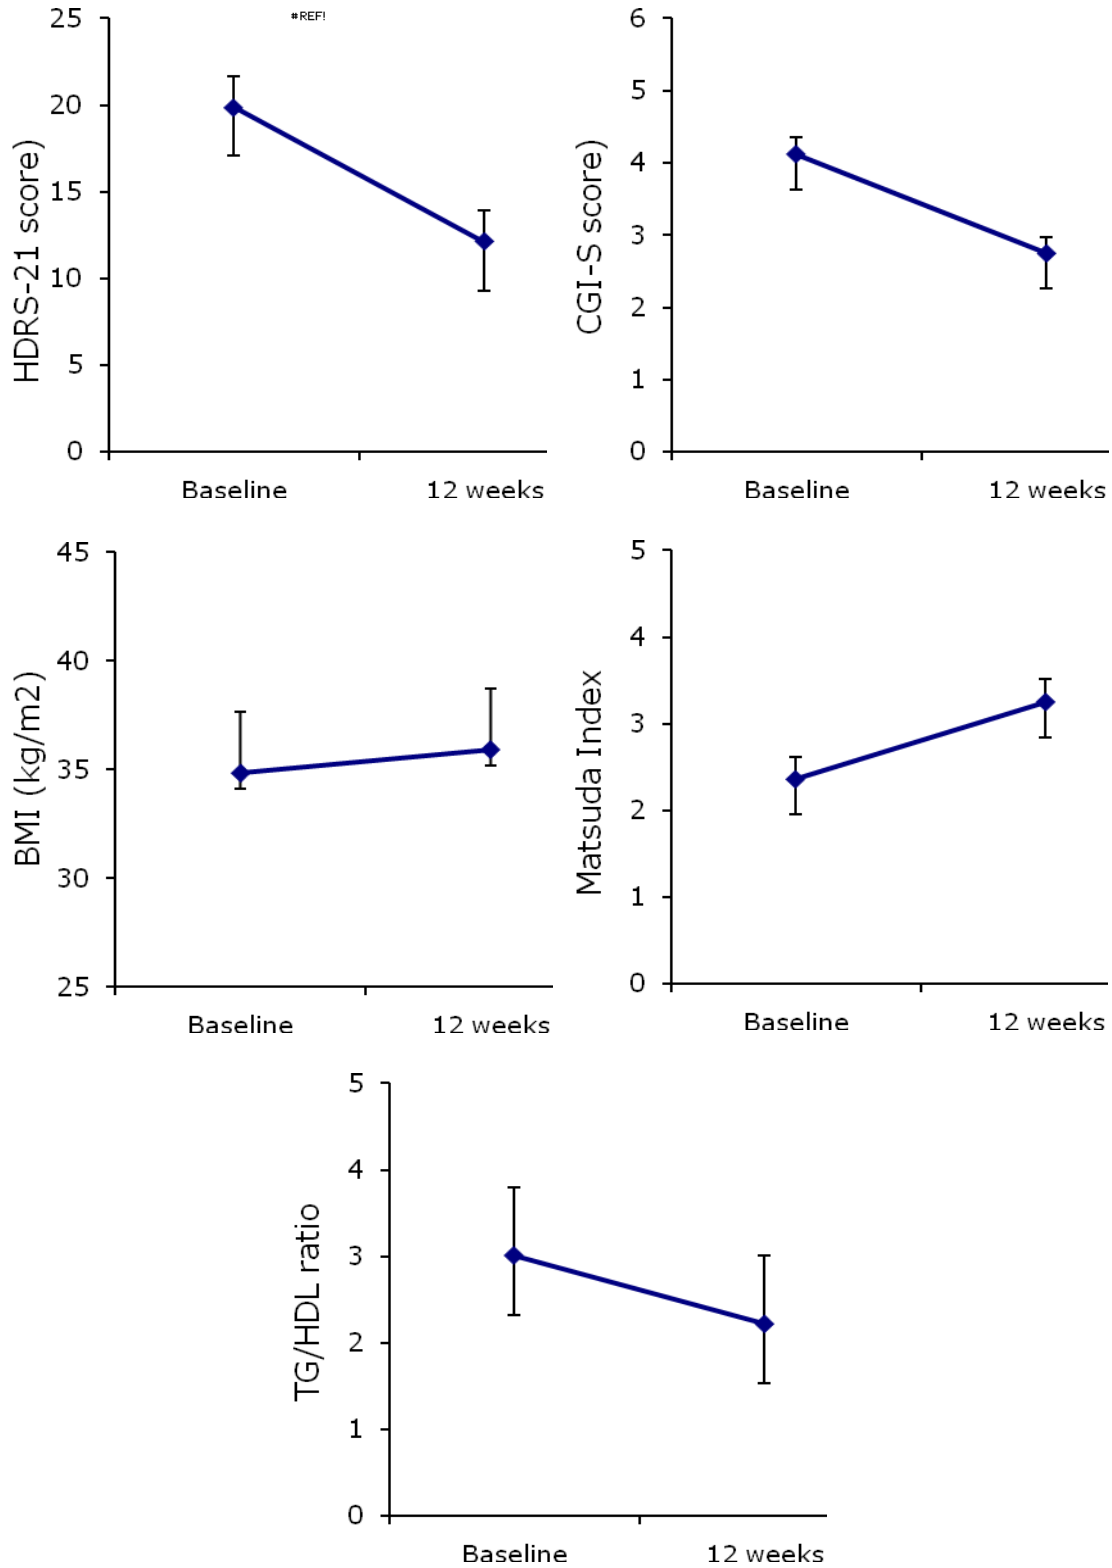 #REF!
HDRS-21 score)
25
20
15
10
5
0
Baseline 12 weeks
CGI-S score)
6
5
4
3
2
1
0
Baseline 12 weeks
BMI (kg/m2)
45
40
35
30
25
Baseline 12 weeks
Matsuda Index
5
4
3
2
1
0
Baseline 12 weeks
TG/HDL ratio
5
4
3
2
1
0
Baseline 12 weeks